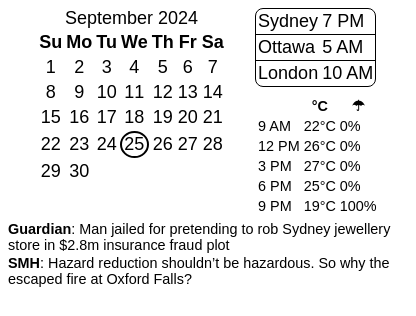 September 2024
Su Mo Tu We Th Fr Sa
1 2 3 4 5 6 7
8 9 10 11 12 13 14
15 16 17 18 19 20 21
22 23 24 25 26 27 28
29 30
Sydney 7 PM
Ottawa 5 AM
London 10 AM
°C ☂
9 AM 22°C 0%
12 PM 26°C 0%
3 PM 27°C 0%
6 PM 25°C 0%
9 PM 19°C 100%
Guardian: Man jailed for pretending to rob Sydney jewellery
store in $2.8m insurance fraud plot
SMH: Hazard reduction shouldn’t be hazardous. So why the
escaped fire at Oxford Falls?